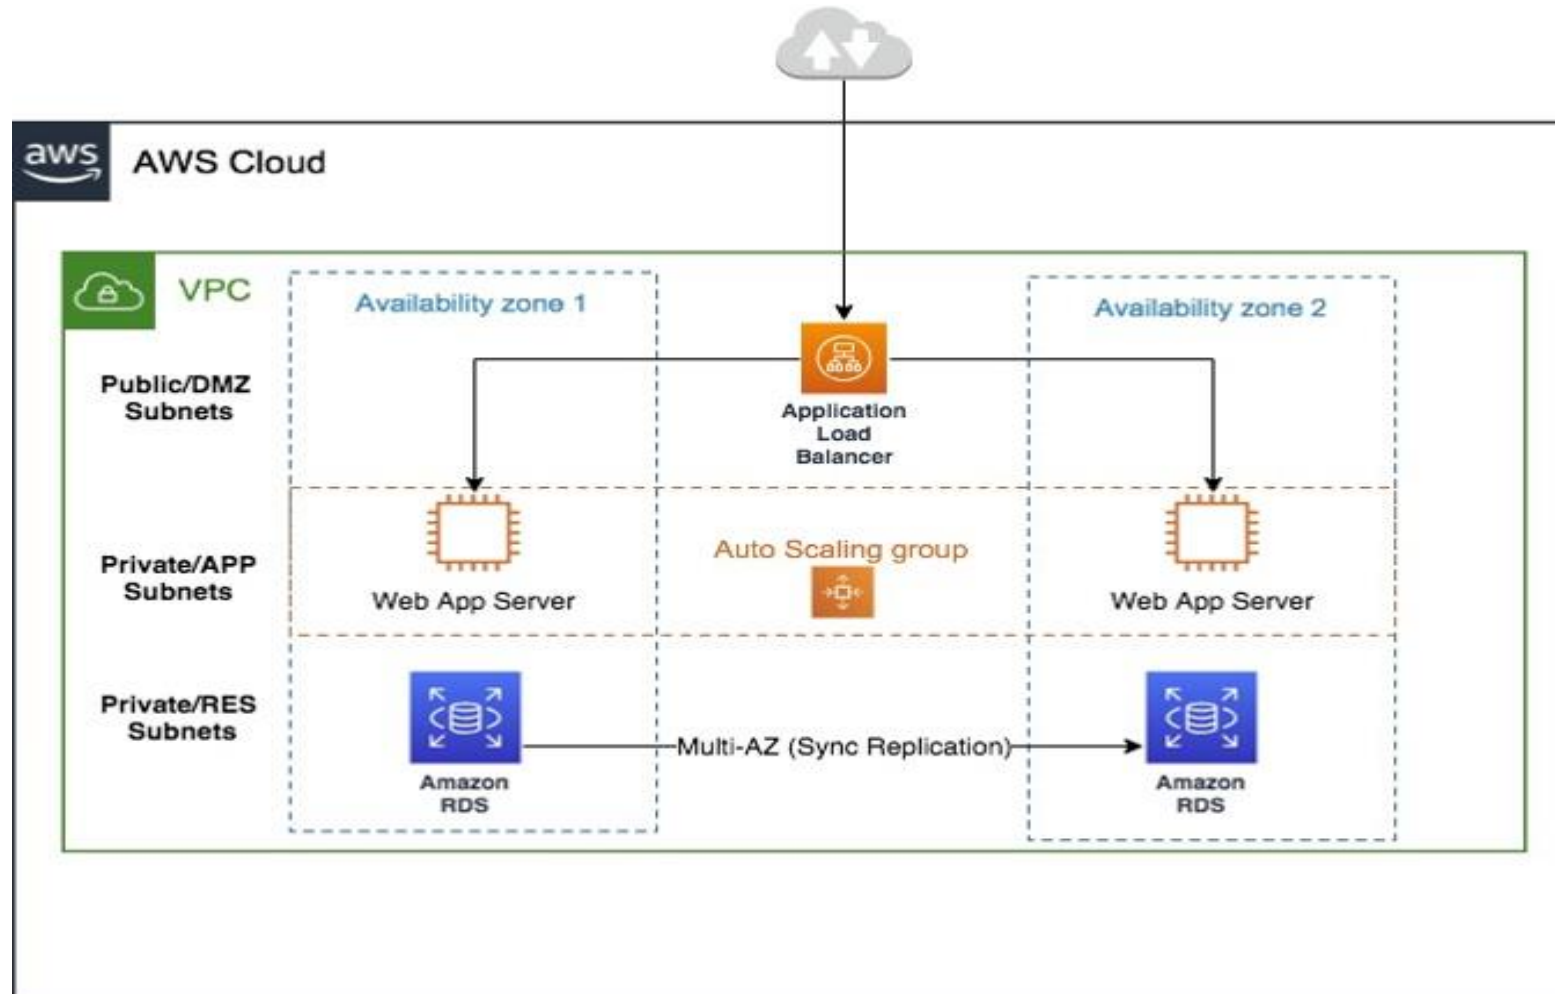 aws
AWS Cloud
VPC
Availability zone 1
Availability zone 2
Public/DMZ
Subnets
Application
Load
Balancer
Private/APP
Subnets
Web App Server
Auto Scaling group
Web App Server
Private/RES
Subnets
Amazon
RDS
Multi-AZ (Sync Replication)
Amazon
RDS